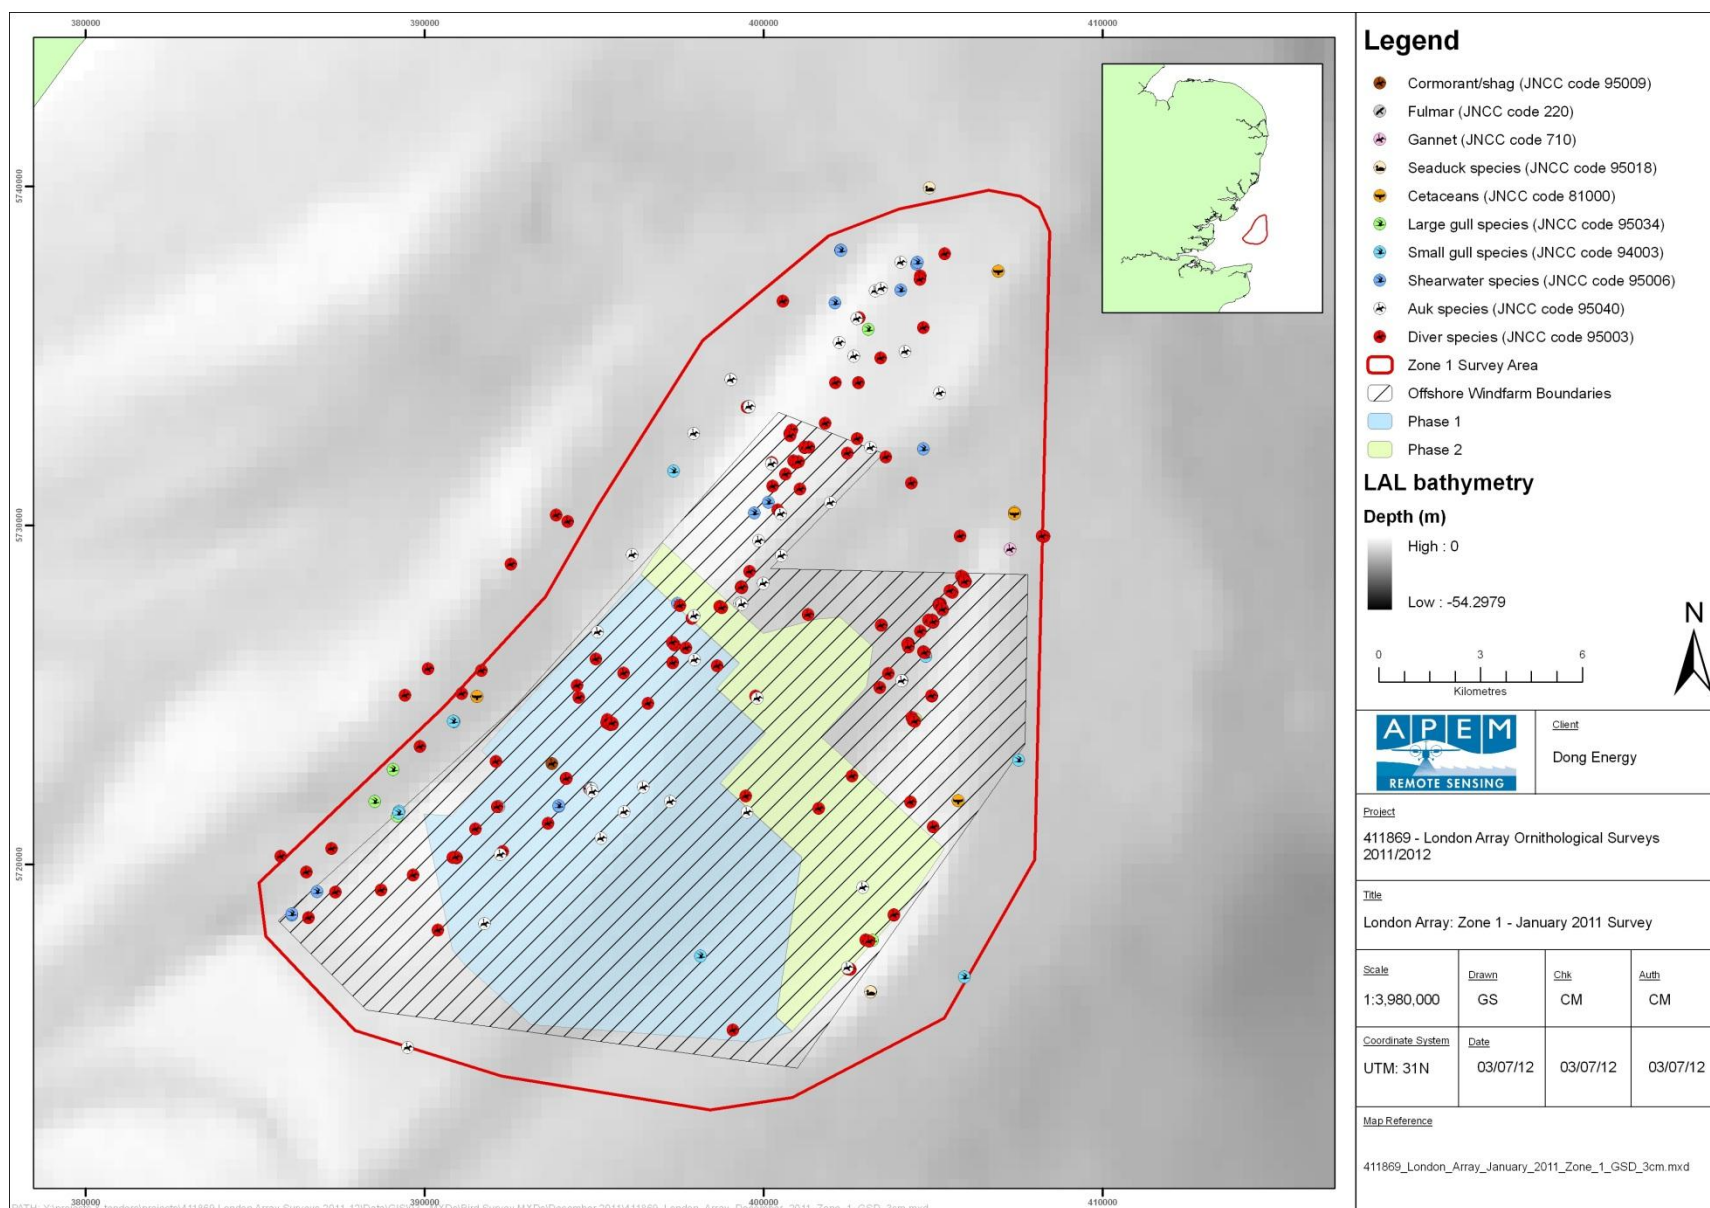 380000
390000
400000
410000
5740000
5730000
5720000
380000
390000
400000
410000
Legend
Cormorant/shag (JNCC code 95009)
Fulmar (JNCC code 220)
Gannet (JNCC code 710)
Seaduck species (JNCC code 95018)
Cetaceans (JNCC code 81000)
Large gull species (JNCC code 95034)
Small gull species (JNCC code 94003)
Shearwater species (JNCC code 95006)
Auk species (JNCC code 95040)
Diver species (JNCC code 95003)
Zone 1 Survey Area
Offshore Windfarm Boundaries
Phase 1
Phase 2
LAL bathymetry
Depth (m)
High : 0
Low : -54.2979
N
0 3 6
Kilometres
APEM
REMOTE SENSING
Client
Dong Energy
Project
411869 - London Array Ornithological Surveys
2011/2012
Title
London Array: Zone 1 - January 2011 Survey
Scale
1:3,980,000
Drawn
GS
Chk
CM
Auth
CM
Coordinate System
UTM: 31N
Date
03/07/12
03/07/12
03/07/12
Map Reference
411869_London_Array_January_2011_Zone_1_GSD_3cm.mxd